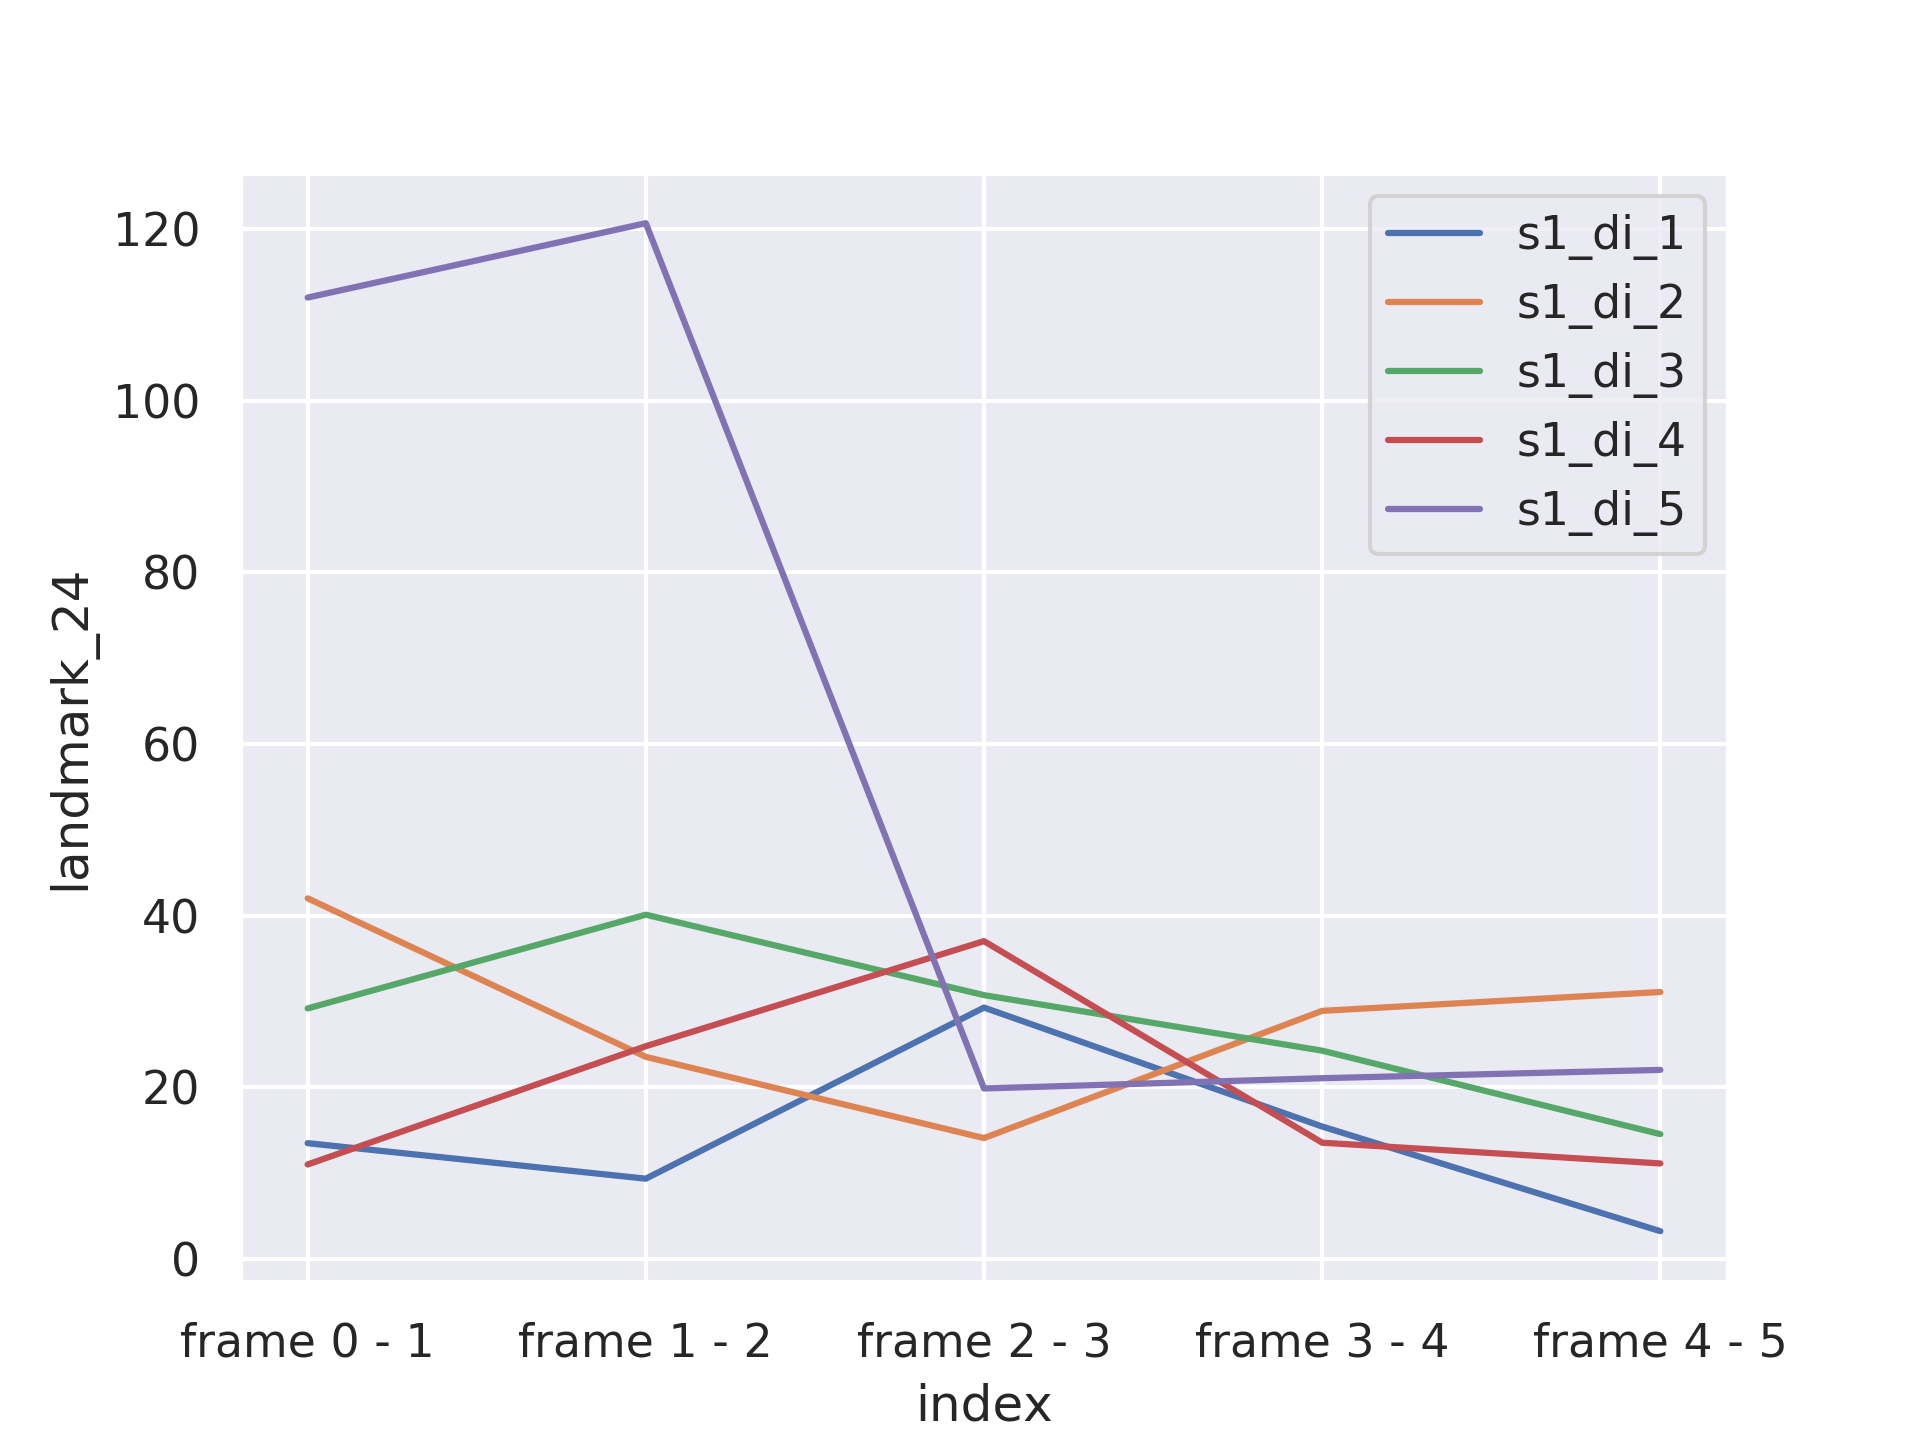 120
100
80
60
40
20
0
landmark_24
s1_di_1
s1_di_2
s1_di_3
s1_di_4
s1_di_5
frame 0 - 1 frame 1 - 2 frame 2 - 3 frame 3 - 4 frame 4 - 5
index